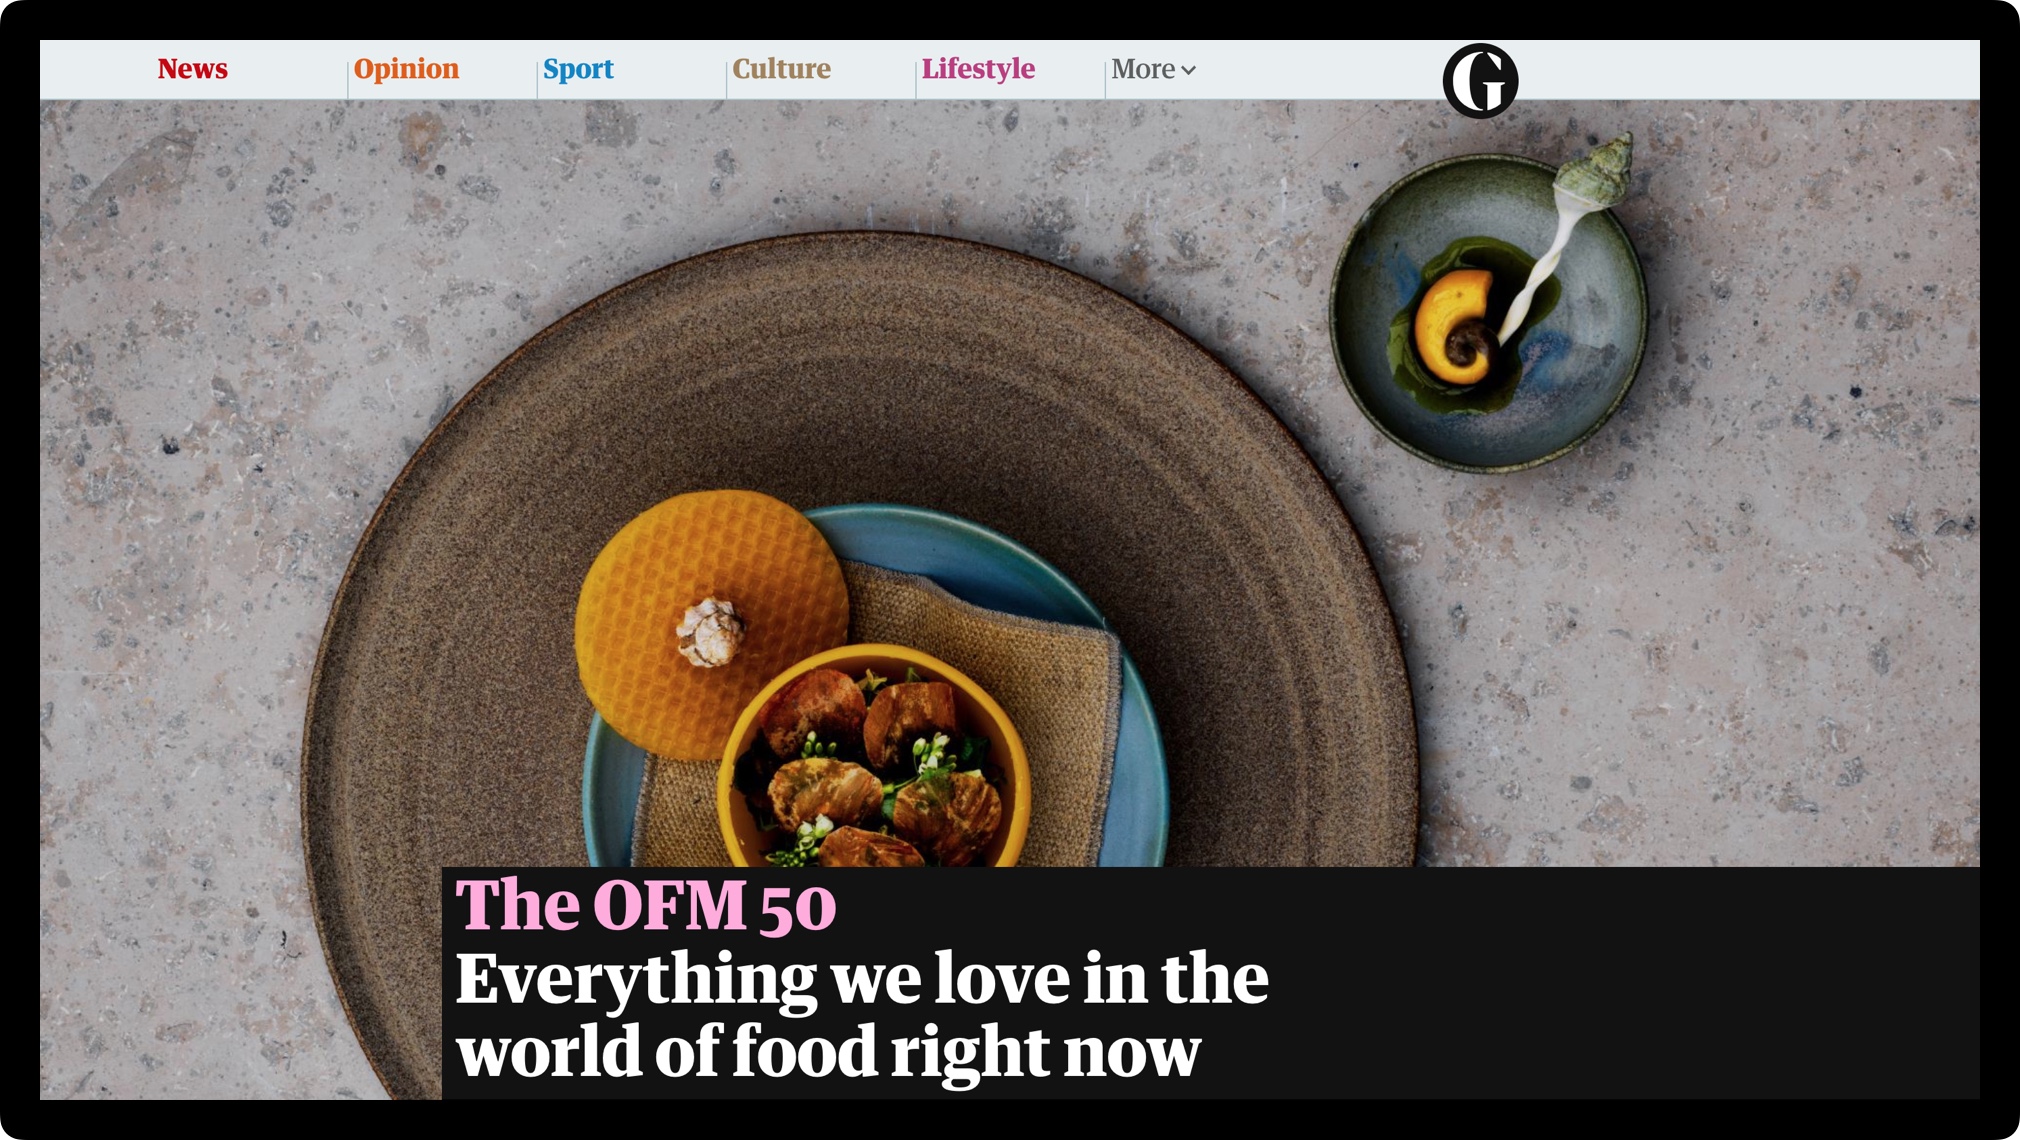 News
Opinion
Sport
Culture
Lifestyle
More
G
The OFM 50
Everything we love in the
world of food right now